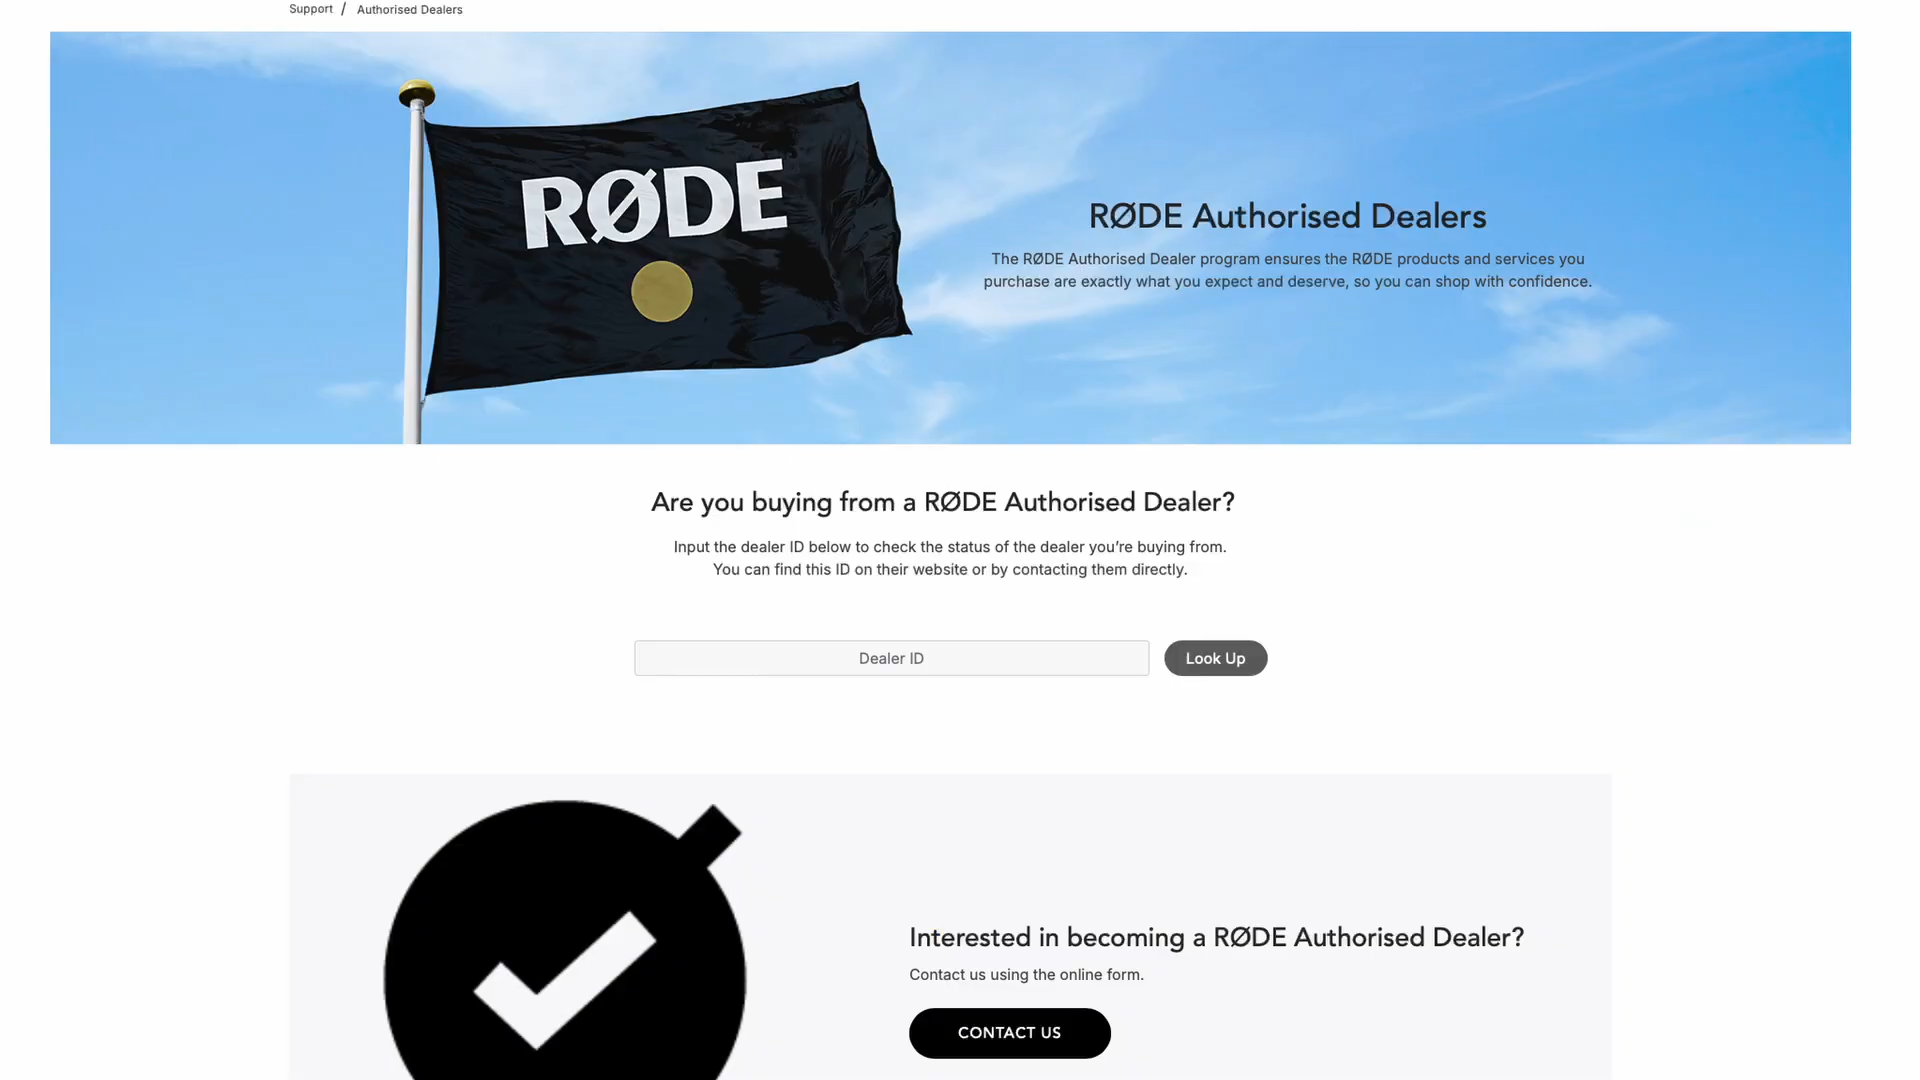 Support / Authorised Dealers
RØDE
RØDE Authorised Dealers
The RØDE Authorised Dealer program ensures the RØDE products and services you
purchase are exactly what you expect and deserve, so you can shop with confidence.
Are you buying from a RØDE Authorised Dealer?
Input the dealer ID below to check the status of the dealer you’re buying from.
You can find this ID on their website or by contacting them directly.
Dealer ID
Look Up
Interested in becoming a RØDE Authorised Dealer?
Contact us using the online form.
CONTACT US